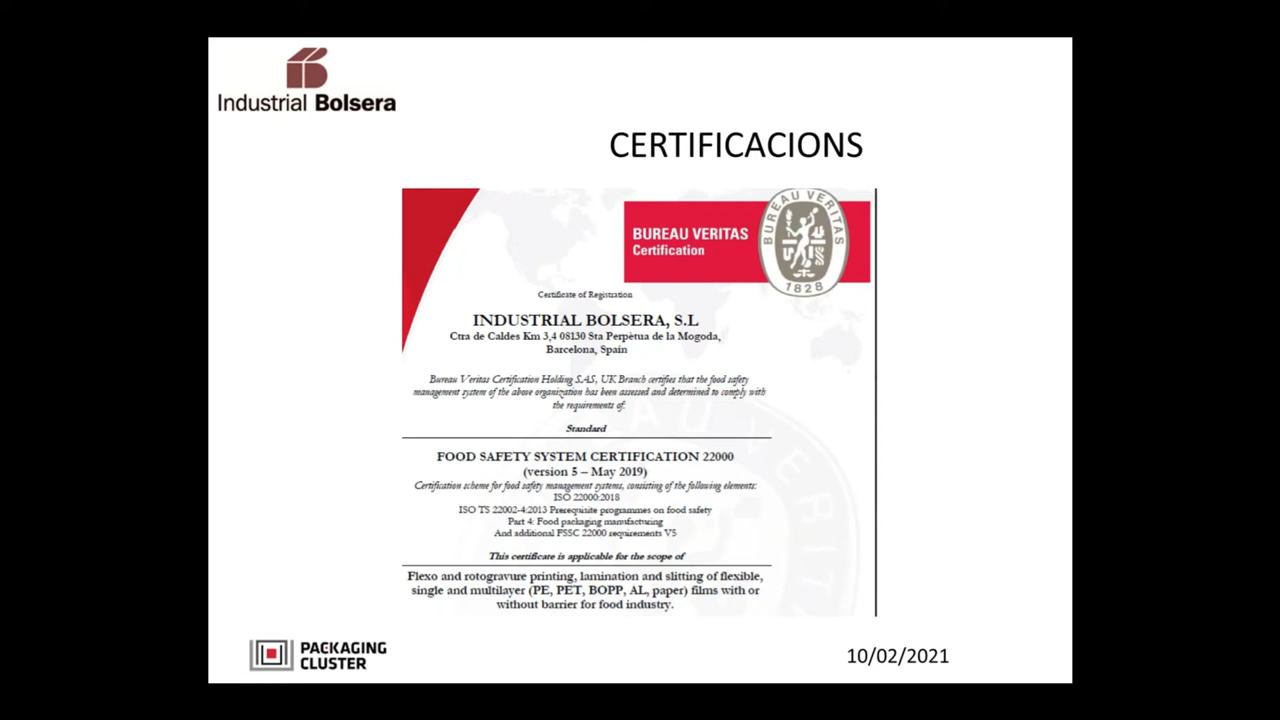 Industrial Bolsera
CERTIFICACIONS
BUREAU VERITAS
Certification
BUREAU VERITAS
1828
Certificate of Registration
INDUSTRIAL BOLSERA, S.L
Ctra de Caldes Km 3,4 08130 Sta Perpètua de la Mogoda,
Barcelona, Spain
Bureau Veritas Certification Holding SAS, UK Branch certifies that the food safety
management system of the above organization has been assessed and determined to comply with
the requirements of:
Standard
FOOD SAFETY SYSTEM CERTIFICATION 22000
(version 5 – May 2019)
Certification scheme for food safety management systems, consisting of the following elements:
ISO 22000:2018
ISO TS 22002-4:2013 Prerequisite programmes on food safety
Part 4: Food packaging manufacturing
And additional FSSC 22000 requirements V5
This certificate is applicable for the scope of
Flexo and rotogravure printing, lamination and slitting of flexible,
single and multilayer (PE, PET, BOPP, AL, paper) films with or
without barrier for food industry.
PACKAGING
CLUSTER
10/02/2021